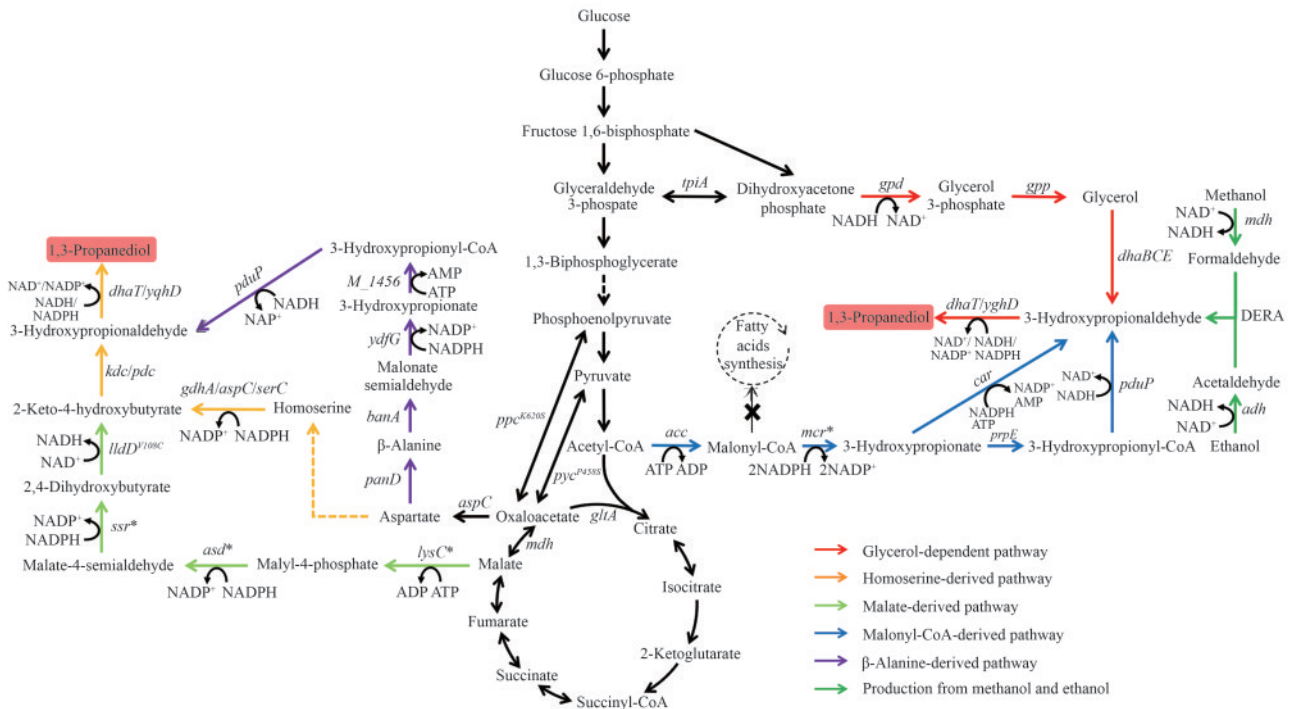 Glucose
Glucose 6-phosphate
Fructose 1,6-bisphosphate
Glyceraldehyde
3-phospate
tpiA
Dihydroxyacetone
phosphate
gpd
NADH NAD⁺
Glycerol
3-phosphate
gpp
Glycerol
Methanol
NAD⁺
NADH
mdh
Formaldehyde
dhaBCE
DERA
Acetaldehyde
NADH
NAD⁺
adh
Ethanol
1,3-Propanediol
NAD⁺/NADP⁺
NADH/
NADPH
dhaT/yqhD
3-Hydroxypropionaldehyde
pduP
NADH
NAP⁺
3-Hydroxypropionyl-CoA
M_1456
AMP
ATP
3-Hydroxypropionate
ydfG
NADP⁺
NADPH
Malonate
semialdehyde
banA
β-Alanine
panD
Aspartate
kdc/pdc
2-Keto-4-hydroxybutyrate
gdhA/aspC/serC
NADP⁺ NADPH
Homoserine
NADH
NAD⁺
lldD^V108C
2,4-Dihydroxybutyrate
NADP⁺
NADPH
ssr*
Malate-4-semialdehyde
asd*
NADP⁺ NADPH
Malyl-4-phosphate
lysC*
ADP ATP
Malate
1,3-Biphosphoglycerate
Phosphoenolpyruvate
Pyruvate
ppc^K620S
pyc^P458S
Acetyl-CoA
aspC
Oxaloacetate
gltA
mdh
Citrate
Isocitrate
2-Ketoglutarate
Succinyl-CoA
Succinate
Fumarate
Fatty
acids
synthesis
acc
ATP ADP
Malonyl-CoA
mcr*
2NADPH 2NADP⁺
3-Hydroxypropionate
prpE
3-Hydroxypropionyl-CoA
car
NADP⁺
AMP
NADPH
ATP
NAD⁺
NADH
pduP
1,3-Propanediol
dhaT/yghD
NAD⁺/ NADH/
NADP⁺ NADPH
3-Hydroxypropionaldehyde
Glycerol-dependent pathway
Homoserine-derived pathway
Malate-derived pathway
Malonyl-CoA-derived pathway
β-Alanine-derived pathway
Production from methanol and ethanol